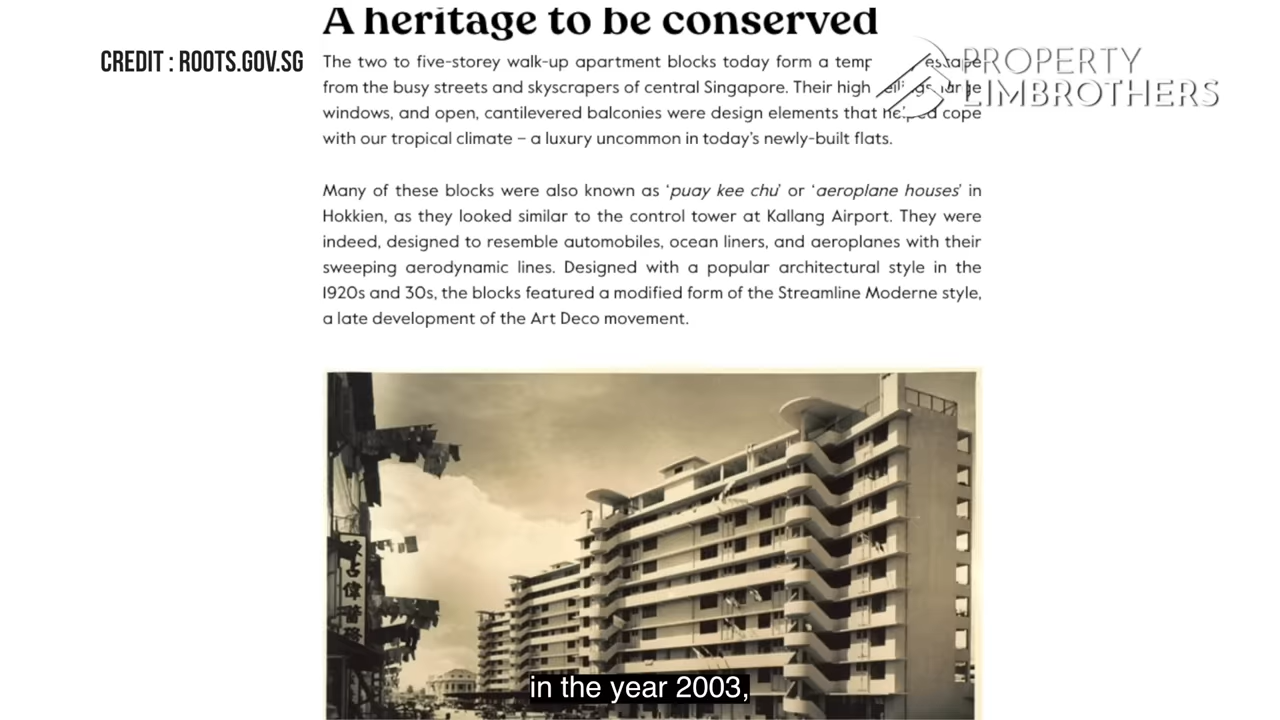 A heritage to be conserved
CREDIT : ROOTS.GOV.SG
PROPERTY
LIMBROTHERS
The two to five-storey walk-up apartment blocks today form a
from the busy streets and skyscrapers of central Singapore. Their high
windows, and open, cantilevered balconies were design elements that helped cope
with our tropical climate – a luxury uncommon in today's newly-built flats.
Many of these blocks were also known as 'puay kee chu' or 'aeroplane houses' in
Hokkien, as they looked similar to the control tower at Kallang Airport. They were
indeed, designed to resemble automobiles, ocean liners, and aeroplanes with their
sweeping aerodynamic lines. Designed with a popular architectural style in the
1920s and 30s, the blocks featured a modified form of the Streamline Moderne style,
a late development of the Art Deco movement.
in the year 2003,